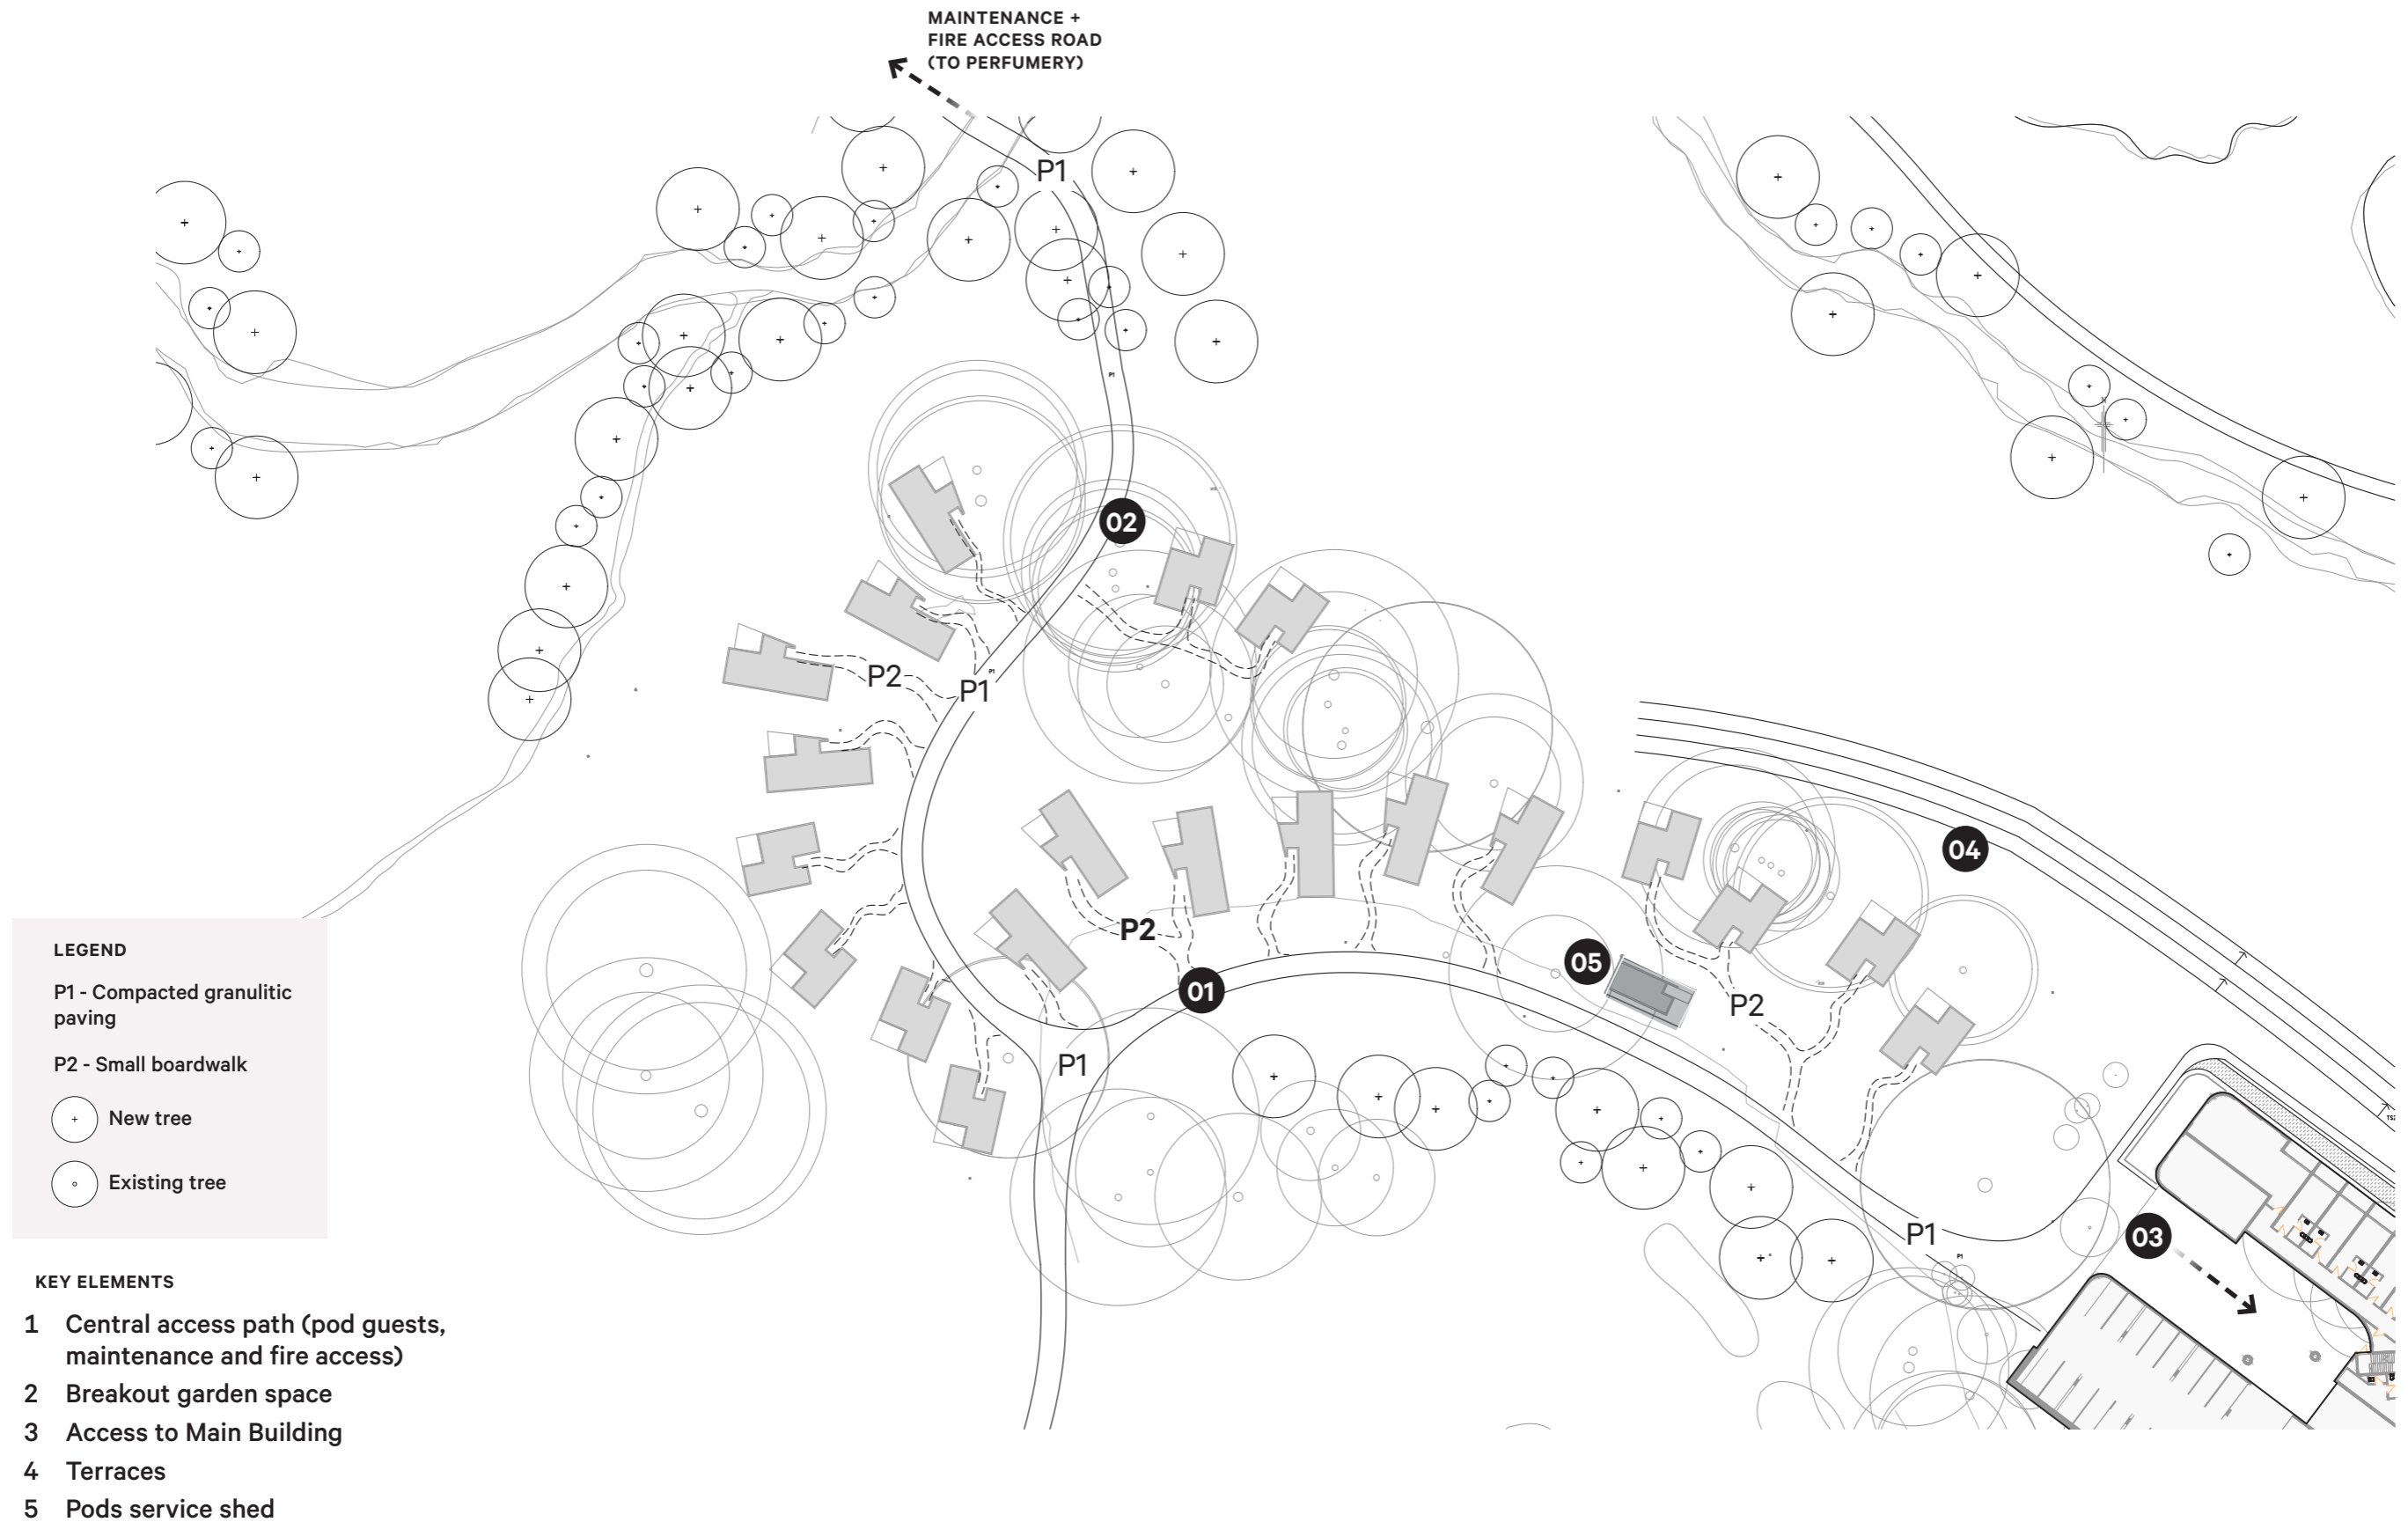 MAINTENANCE +
FIRE ACCESS ROAD
(TO PERFUMERY)
P1
P1
N
02
P2
P1
P1
04
P2
05
01
P2
P1
P1
P1
03
LEGEND
P1 - Compacted granulitic
paving
P2 - Small boardwalk
New tree
Existing tree
KEY ELEMENTS
1 Central access path (pod guests,
maintenance and fire access)
2 Breakout garden space
3 Access to Main Building
4 Terraces
5 Pods service shed